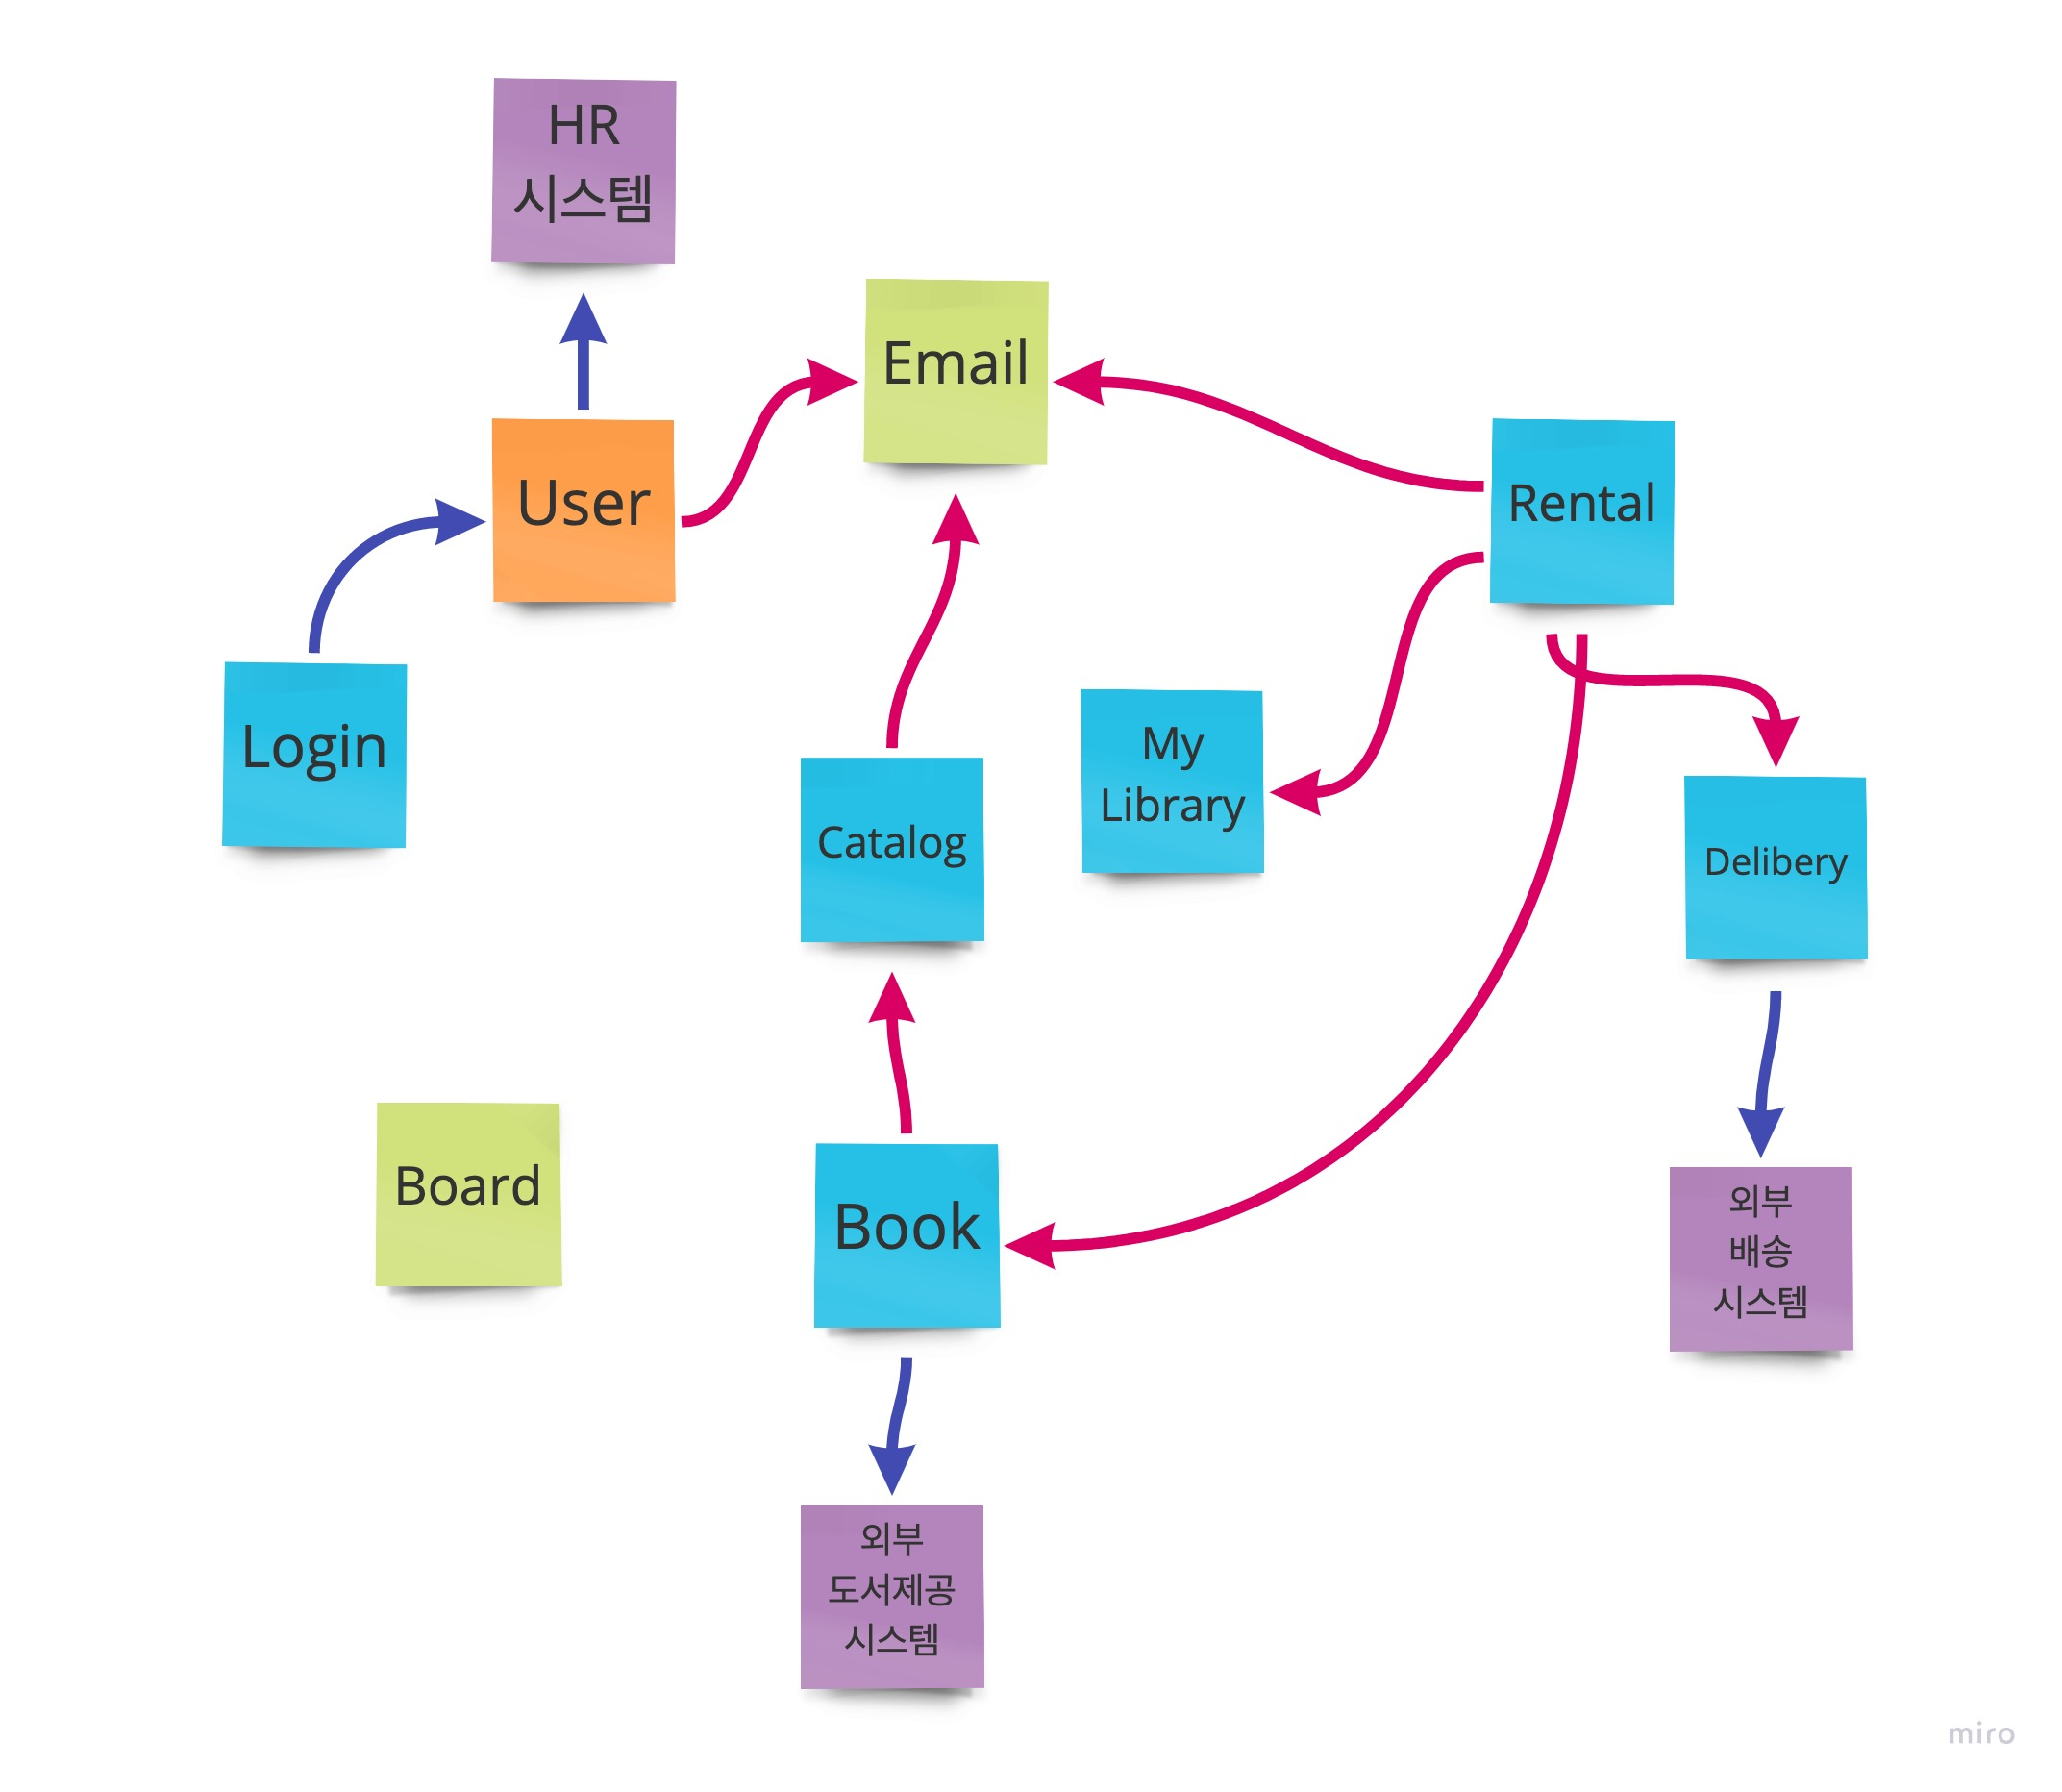 HR
시스템
Email
User
Rental
Login
My
Library
Catalog
Delibery
Board
Book
외부
배송
시스템
외부
도서제공
시스템
miro